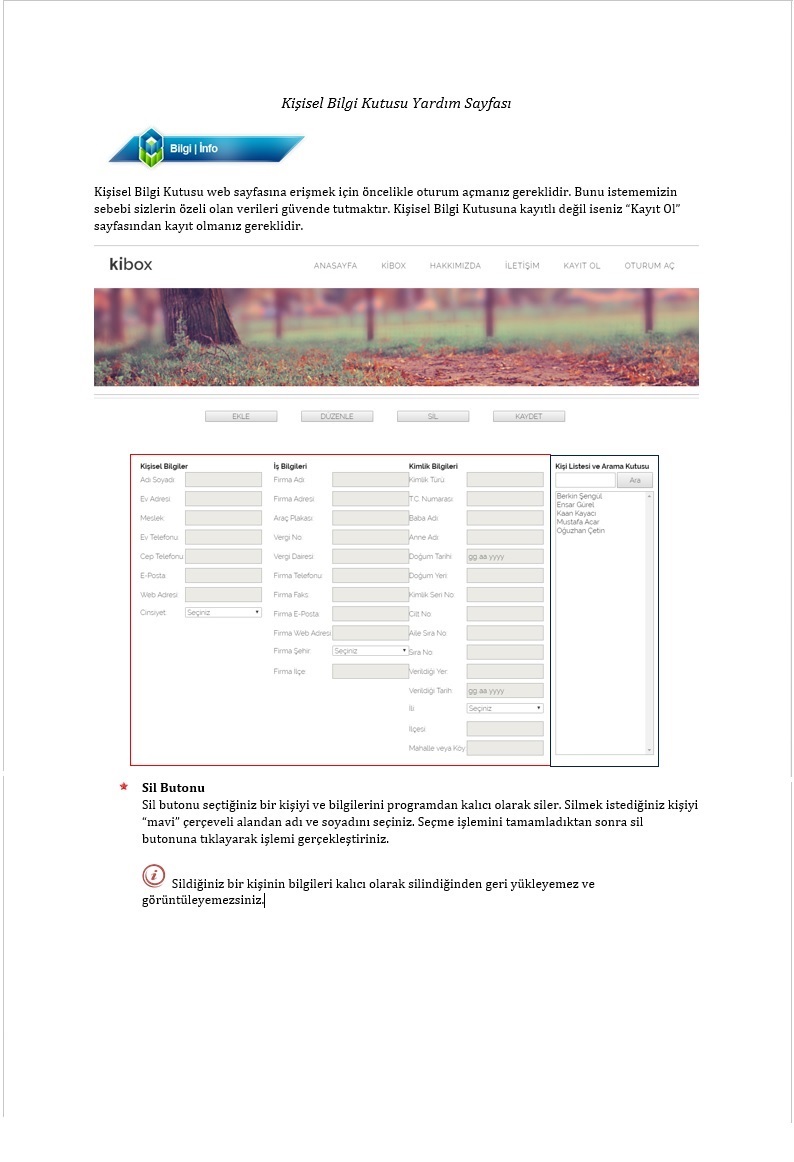 Kişisel Bilgi Kutusu Yardım Sayfası
Bilgi | İnfo
Kişisel Bilgi Kutusu web sayfasına erişmek için öncelikle oturum açmanız gereklidir. Bunu istememizin
sebebi sizlerin özeli olan verileri güvende tutmaktır. Kişisel Bilgi Kutusuna kayıtlı değil iseniz “Kayıt Ol”
sayfasından kayıt olmanız gereklidir.
kibox
ANASAYFA KİBOX HAKKIMIZDA İLETİŞİM KAYIT OL OTURUM AÇ
EKLE DÜZENLE SİL KAYDET
Kişisel Bilgiler
Adı Soyadı:
Ev Adresi:
Meslek:
Ev Telefonu:
Cep Telefonu:
E-Posta:
Web Adresi:
Cinsiyet: Seçiniz
İş Bilgileri
Firma Adı:
Firma Adresi:
Araç Plakası:
Vergi No:
Vergi Dairesi:
Firma Telefonu:
Firma Faks:
Firma E-Posta:
Firma Web Adresi:
Firma Şehir: Seçiniz
Firma İlçe:
Kimlik Bilgileri
Kimlik Türü:
T.C. Numarası:
Baba Adı:
Anne Adı:
Doğum Tarihi: gg.aa.yyyy
Doğum Yeri:
Kimlik Seri No:
Cilt No:
Aile Sıra No:
Sıra No:
Verildiği Yer:
Verildiği Tarih: gg.aa.yyyy
İli: Seçiniz
İlçesi:
Mahalle veya Köy:
Kişi Listesi ve Arama Kutusu
Ara
Berkin Şengül
Ensar Gürel
Kaan Kayacı
Mustafa Acar
Oğuzhan Çetin
Sil Butonu
Sil butonu seçtiğiniz bir kişiyi ve bilgilerini programdan kalıcı olarak siler. Silmek istediğiniz kişiyi
“mavi” çerçeveli alandan adı ve soyadını seçiniz. Seçme işlemini tamamladıktan sonra sil
butonuna tıklayarak işlemi gerçekleştiriniz.
i Sildiğiniz bir kişinin bilgileri kalıcı olarak silindiğinden geri yükleyemez ve
görüntüleyemezsiniz.